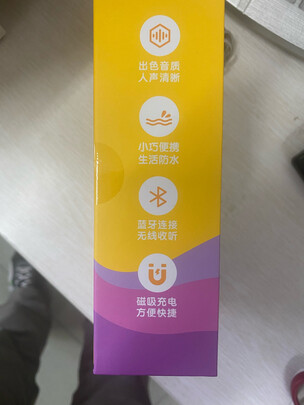 出色音质
人声清晰
小巧便携
生活防水
蓝牙连接
无线收听
磁吸充电
方便快捷